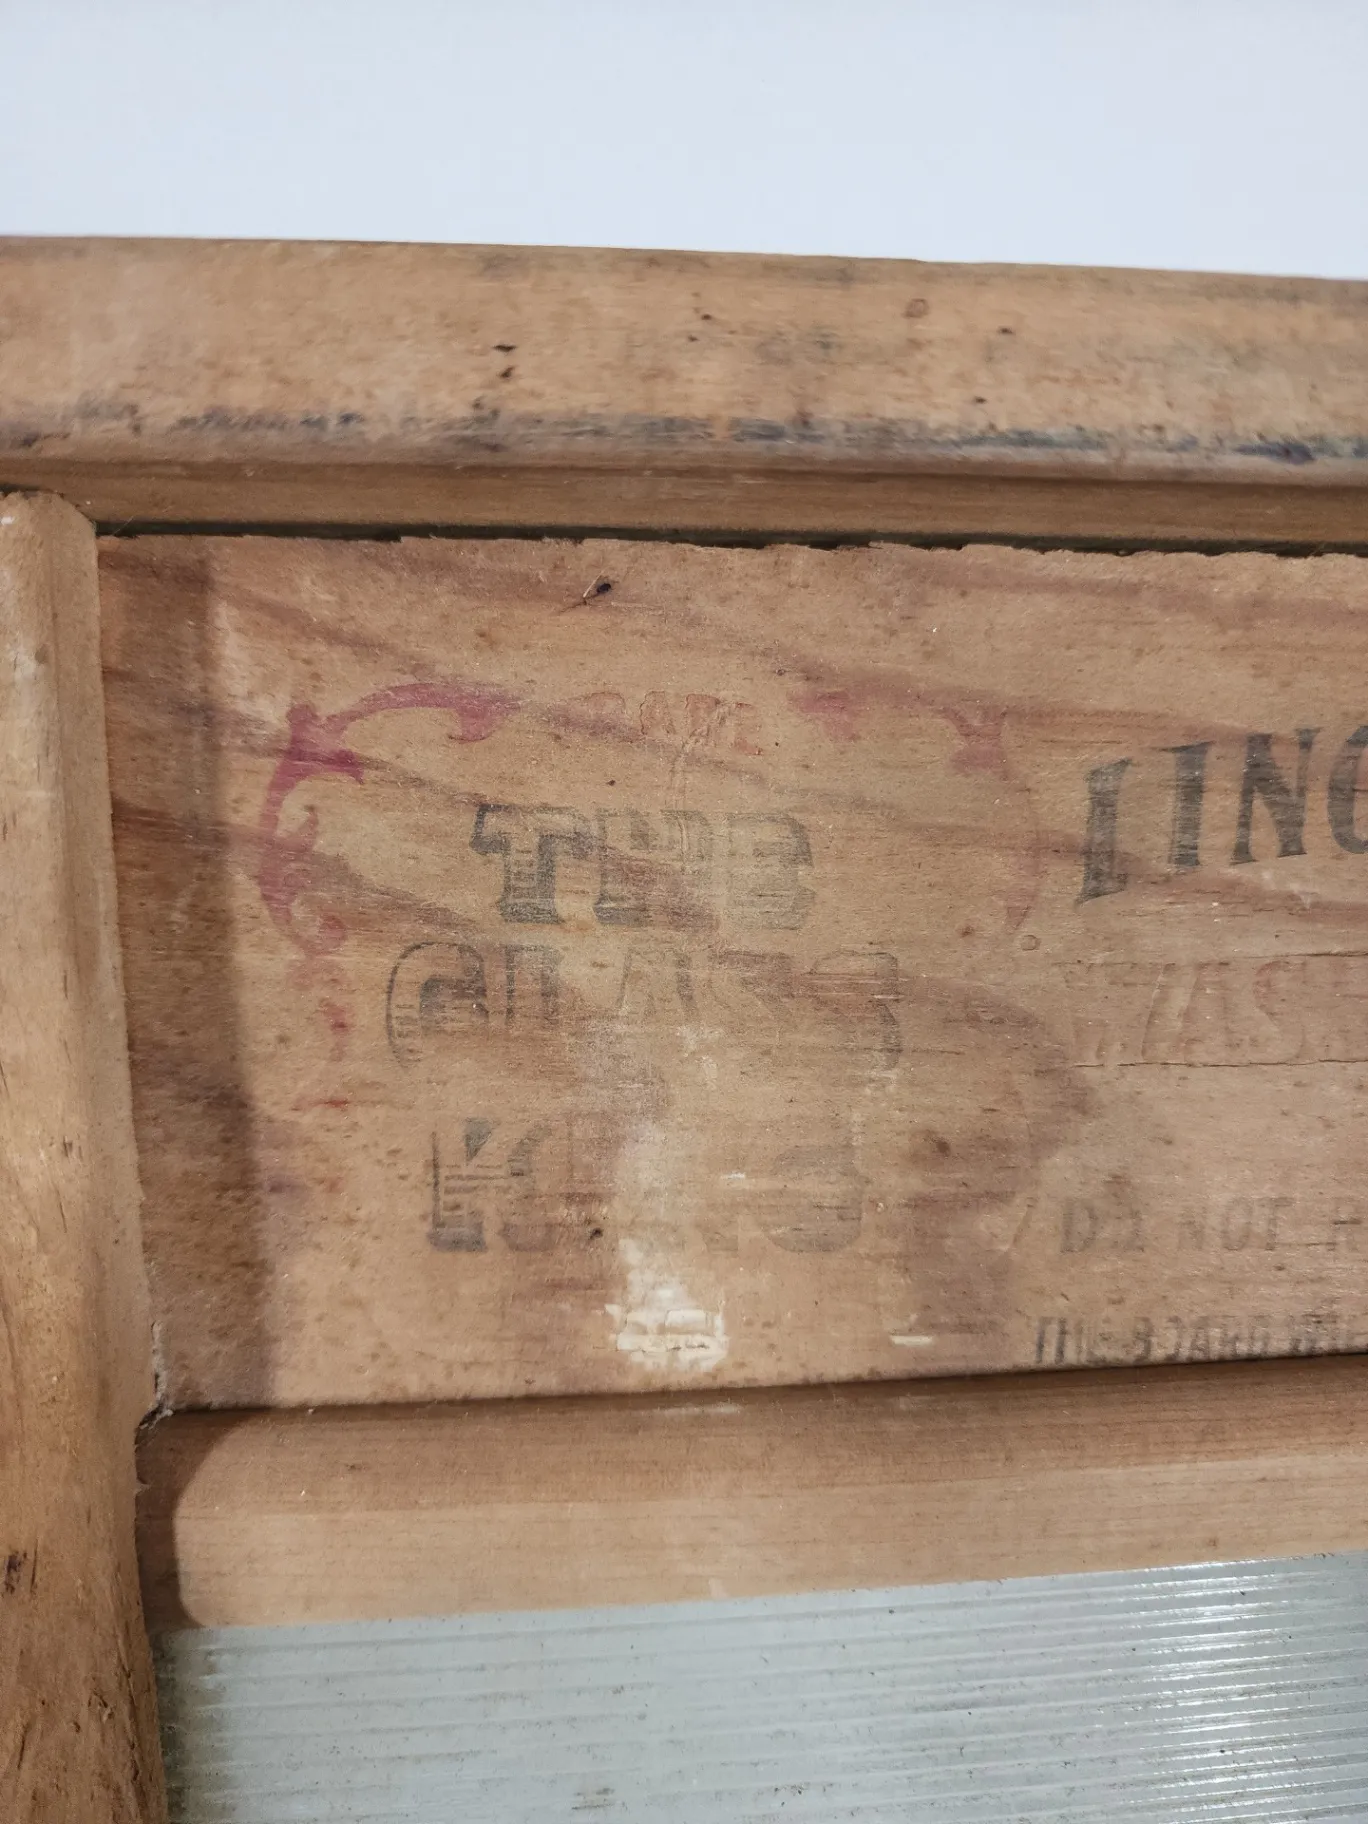 THE
GLASS
KING
LINC
WASH
DO NOT
THE BOARD